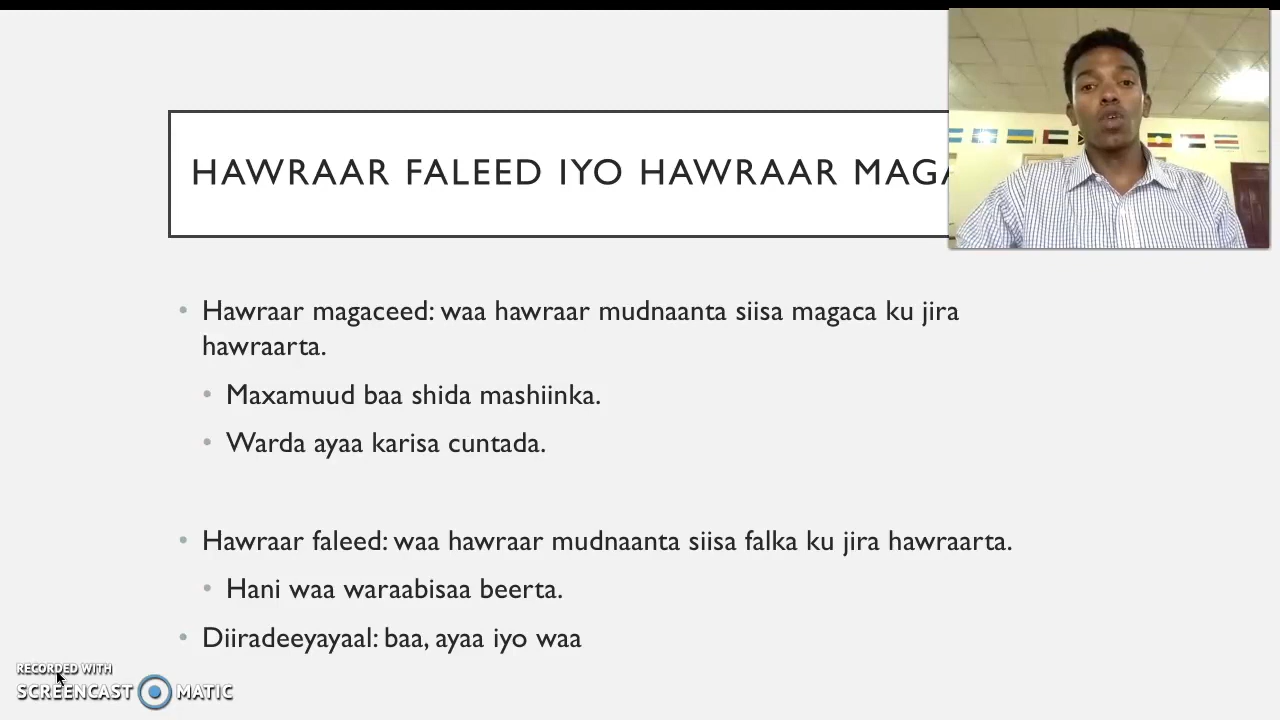 HAWRAAR FALEED IYO HAWRAAR
Hawraar magaceed: waa hawraar mudnaanta siisa magaca ku jira
hawraarta.
Maxamuud baa shida mashiinka.
Warda ayaa karisa cuntada.
Hawraar faleed: waa hawraar mudnaanta siisa falka ku jira hawraarta.
Hani waa waraabisaa beerta.
Diiradeeyayaal: baa, ayaa iyo waa
RECORDED WITH
SCREENCAST MATIC